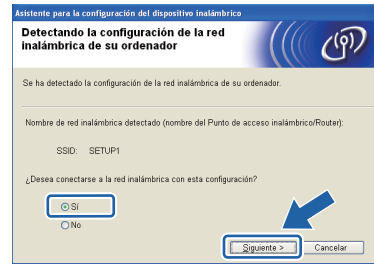 Asistente para la configuración del dispositivo inalámbrico
Detectando la configuración de la red
inalámbrica de su ordenador
Se ha detectado la configuración de la red inalámbrica de su ordenador.
Nombre de red inalámbrica detectado (nombre del Punto de acceso inalámbrico/Router):
SSID: SETUP1
¿Desea conectarse a la red inalámbrica con esta configuración?
Sí
No
Siguiente > Cancelar